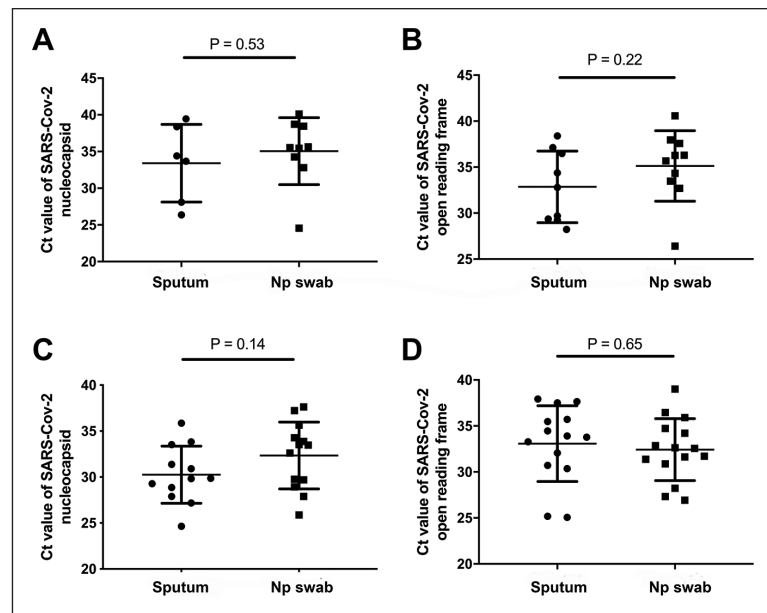 A
P = 0.53
Ct value of SARS-Cov-2
nucleocapsid
45
40
35
30
25
20
Sputum
Np swab
B
P = 0.22
Ct value of SARS-Cov-2
open reading frame
45
40
35
30
25
Sputum
Np swab
C
P = 0.14
Ct value of SARS-Cov-2
nucleocapsid
40
35
30
25
20
Sputum
Np swab
D
P = 0.65
Ct value of SARS-Cov-2
open reading frame
40
35
30
25
20
Sputum
Np swab